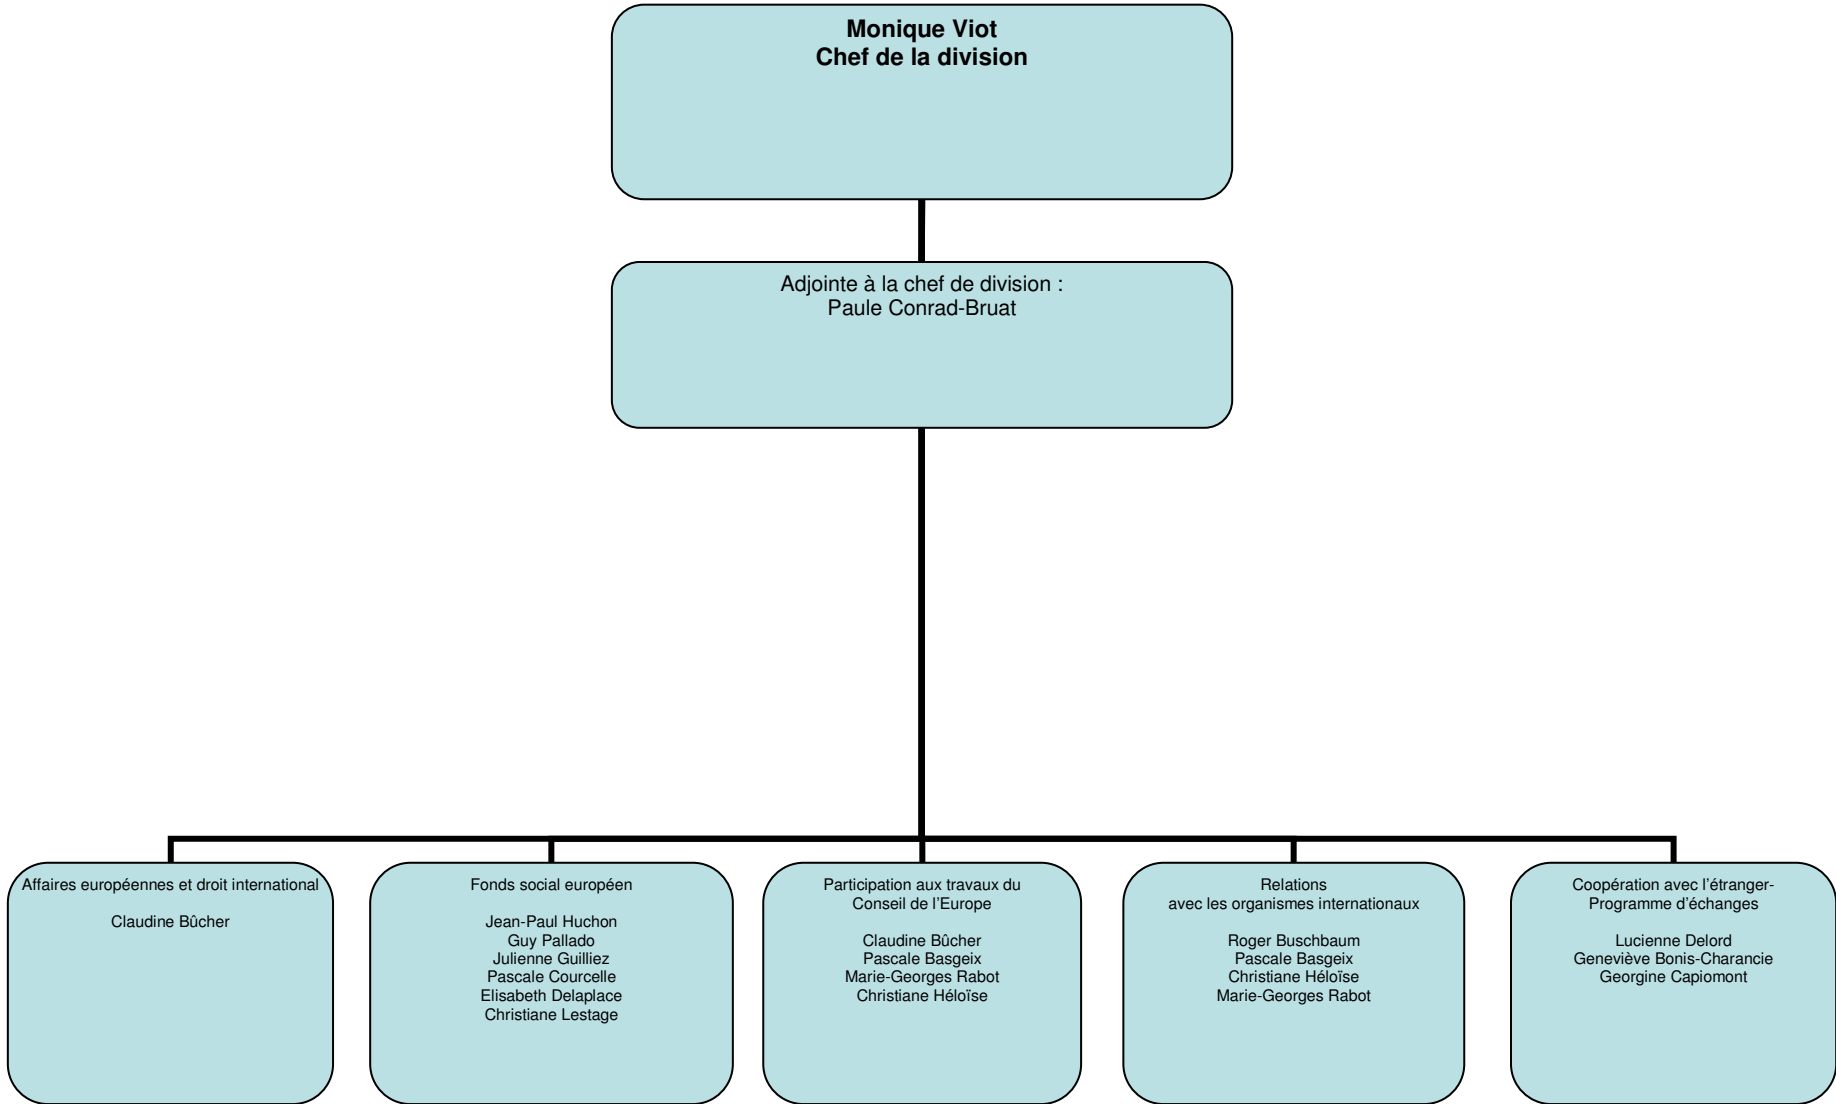 Monique Viot
Chef de la division
Adjointe à la chef de division :
Paule Conrad-Bruat
Affaires européennes et droit international
Claudine Bûcher
Fonds social européen
Jean-Paul Huchon
Guy Pallado
Julienne Guilliez
Pascale Courcelle
Elisabeth Delaplace
Christiane Lestage
Participation aux travaux du
Conseil de l’Europe
Claudine Bûcher
Pascale Basgeix
Marie-Georges Rabot
Christiane Héloïse
Relations
avec les organismes internationaux
Roger Buschbaum
Pascale Basgeix
Christiane Héloïse
Marie-Georges Rabot
Coopération avec l’étranger-
Programme d’échanges
Lucienne Delord
Geneviève Bonis-Charancie
Georgine Capiomont